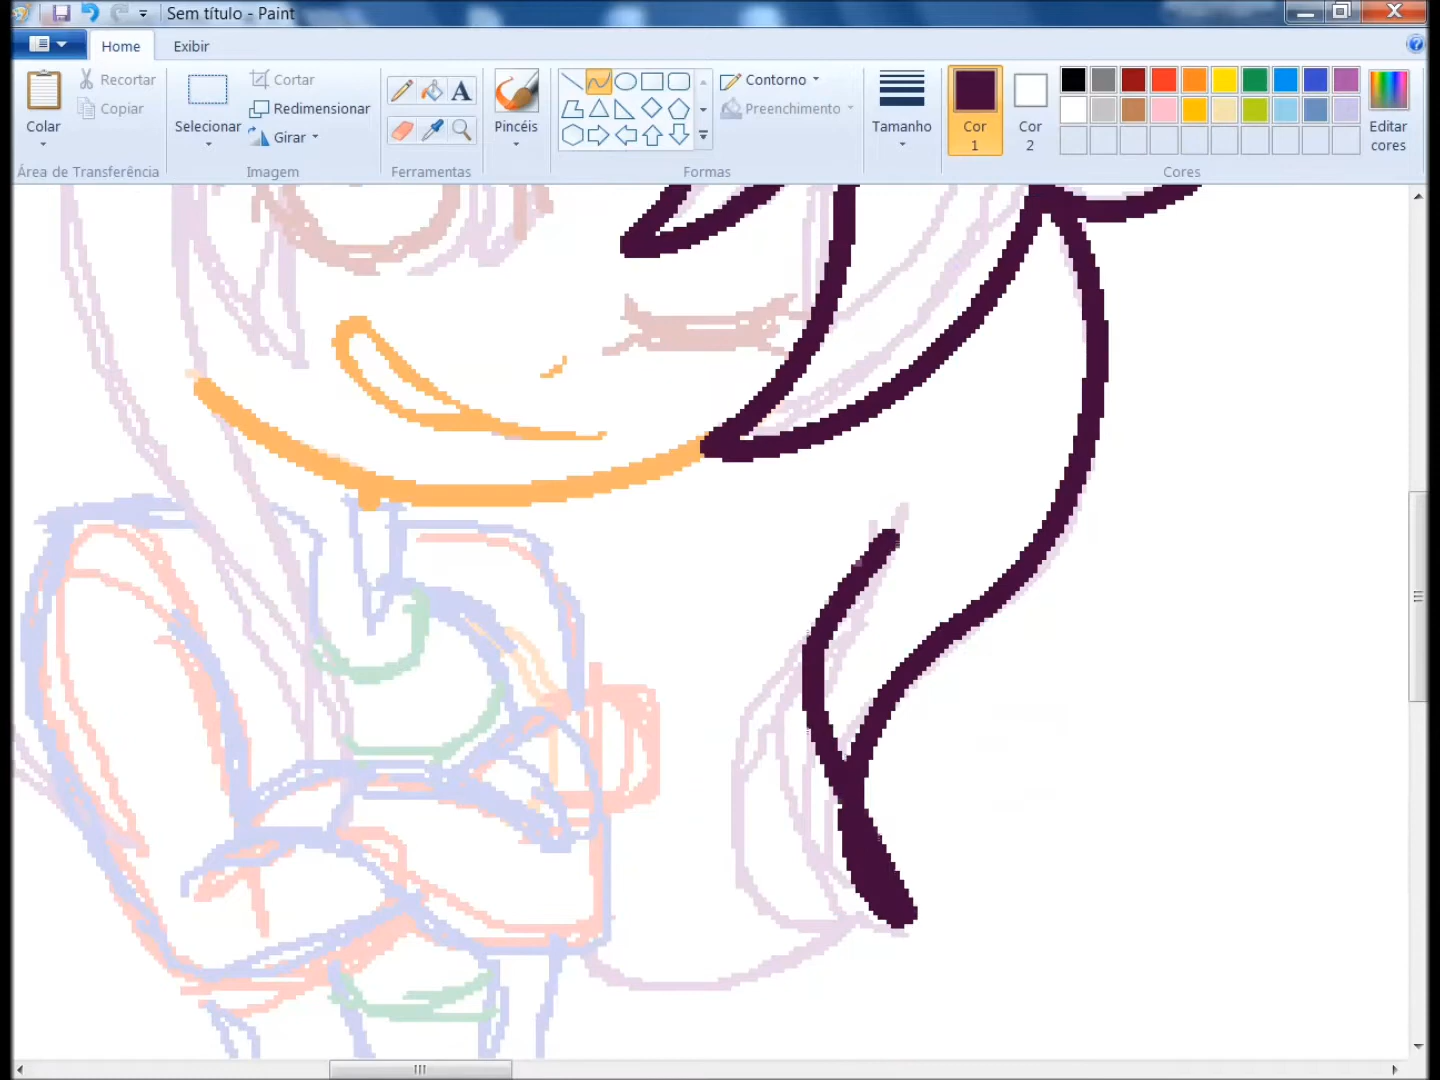 Sem título - Paint
Home Exibir
Colar
Recortar
Copiar
Área de Transferência
Selecionar
Cortar
Redimensionar
Girar
Imagem
A
Ferramentas
Pincéis
Contorno
Preenchimento
Formas
Tamanho
Cor 1
Cor 2
Editar cores
Cores